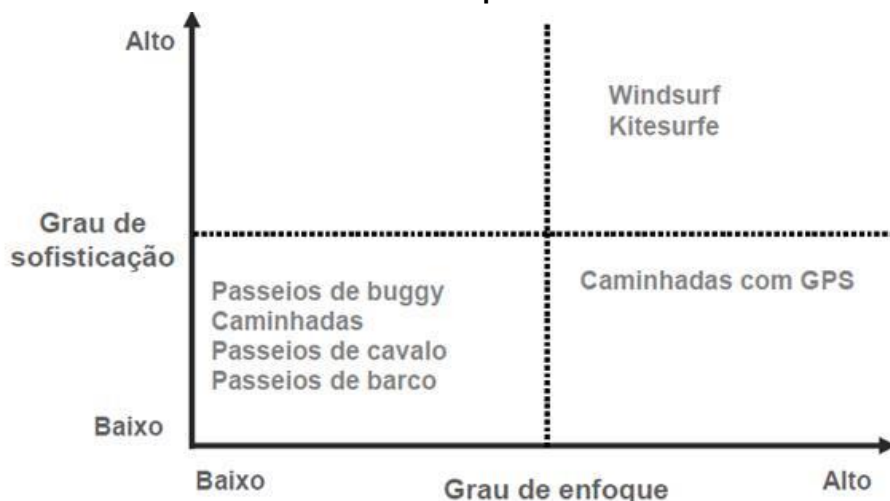 Alto
Windsurf
Kitesurfe
Grau de
sofisticação
Passeios de buggy
Caminhadas
Passeios de cavalo
Passeios de barco
Caminhadas com GPS
Baixo
Baixo
Grau de enfoque
Alto